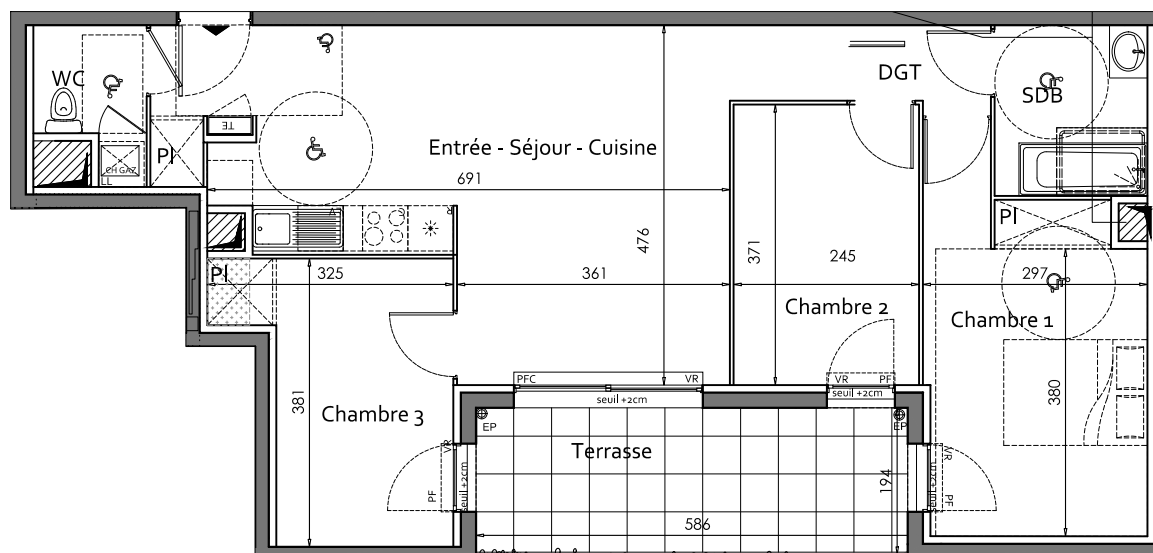 WC
DGT
SDB
TE
Pl
CH GAZ
LL
Entrée - Séjour - Cuisine
691
476
371
245
Pl
Pl
325
361
297
Chambre 2
Chambre 1
PFC
VR
VR
PF
seuil +2cm
seuil +2cm
381
380
Chambre 3
EP
EP
Terrasse
VR
PF
seuil +2cm
194
seuil +2cm
VR
PF
586